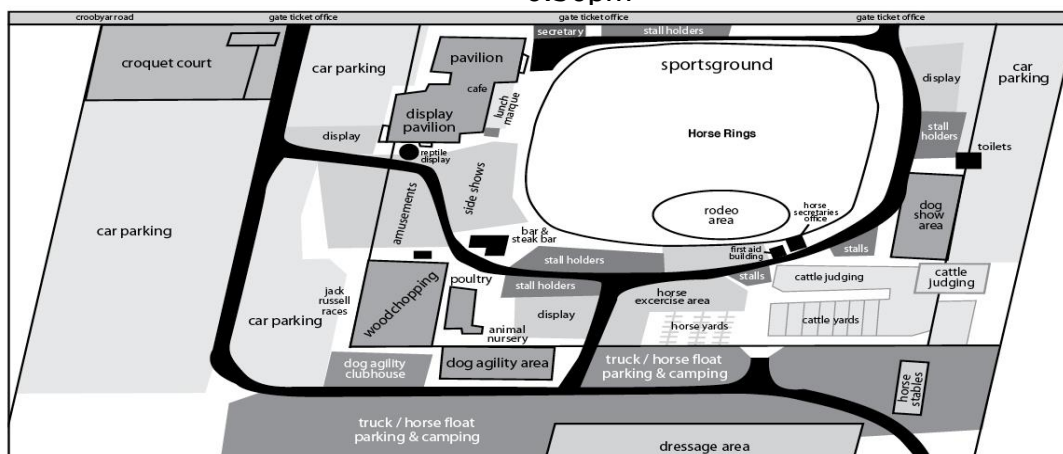 croobyar road
gate ticket office
gate ticket office
gate ticket office
secretary
stall holders
croquet court
car parking
pavilion
cafe
lunch
marque
sportsground
display
car
parking
display
pavilion
display
reptile
display
Horse Rings
stall
holders
toilets
amusements
side shows
rodeo
area
horse
secretaries
office
dog
show
area
car parking
bar &
steak bar
first aid
building
stalls
stall holders
stalls
cattle judging
cattle
judging
jack
russell
races
car parking
woodchopping
poultry
stall holders
horse
excercise area
display
animal
nursery
horse yards
cattle yards
dog agility
clubhouse
dog agility area
truck / horse float
parking & camping
horse
stables
truck / horse float
parking & camping
dressage area